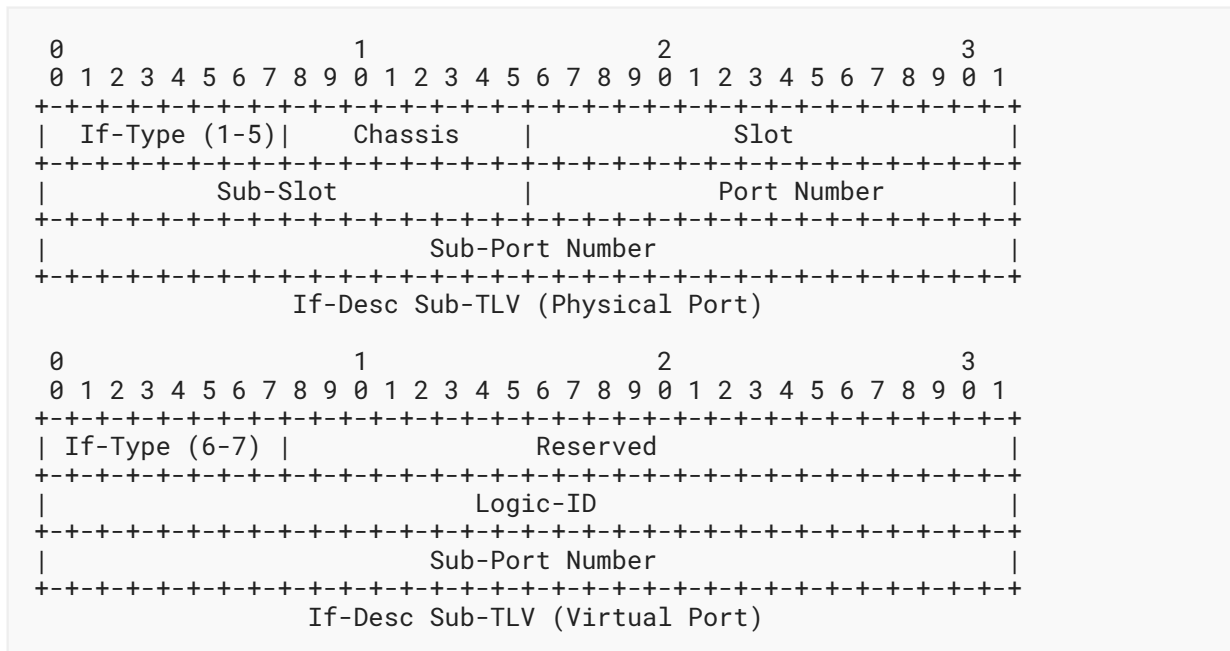 0                   1                   2                   3
 0 1 2 3 4 5 6 7 8 9 0 1 2 3 4 5 6 7 8 9 0 1 2 3 4 5 6 7 8 9 0 1
+-+-+-+-+-+-+-+-+-+-+-+-+-+-+-+-+-+-+-+-+-+-+-+-+-+-+-+-+-+-+-+-+
|  If-Type (1-5)|    Chassis    |             Slot              |
+-+-+-+-+-+-+-+-+-+-+-+-+-+-+-+-+-+-+-+-+-+-+-+-+-+-+-+-+-+-+-+-+
|           Sub-Slot            |            Port Number        |
+-+-+-+-+-+-+-+-+-+-+-+-+-+-+-+-+-+-+-+-+-+-+-+-+-+-+-+-+-+-+-+-+
|                         Sub-Port Number                       |
+-+-+-+-+-+-+-+-+-+-+-+-+-+-+-+-+-+-+-+-+-+-+-+-+-+-+-+-+-+-+-+-+
                 If-Desc Sub-TLV (Physical Port)
 0                   1                   2                   3
 0 1 2 3 4 5 6 7 8 9 0 1 2 3 4 5 6 7 8 9 0 1 2 3 4 5 6 7 8 9 0 1
+-+-+-+-+-+-+-+-+-+-+-+-+-+-+-+-+-+-+-+-+-+-+-+-+-+-+-+-+-+-+-+-+
| If-Type (6-7) |                Reserved                       |
+-+-+-+-+-+-+-+-+-+-+-+-+-+-+-+-+-+-+-+-+-+-+-+-+-+-+-+-+-+-+-+-+
|                            Logic-ID                           |
+-+-+-+-+-+-+-+-+-+-+-+-+-+-+-+-+-+-+-+-+-+-+-+-+-+-+-+-+-+-+-+-+
|                         Sub-Port Number                       |
+-+-+-+-+-+-+-+-+-+-+-+-+-+-+-+-+-+-+-+-+-+-+-+-+-+-+-+-+-+-+-+-+
                  If-Desc Sub-TLV (Virtual Port)